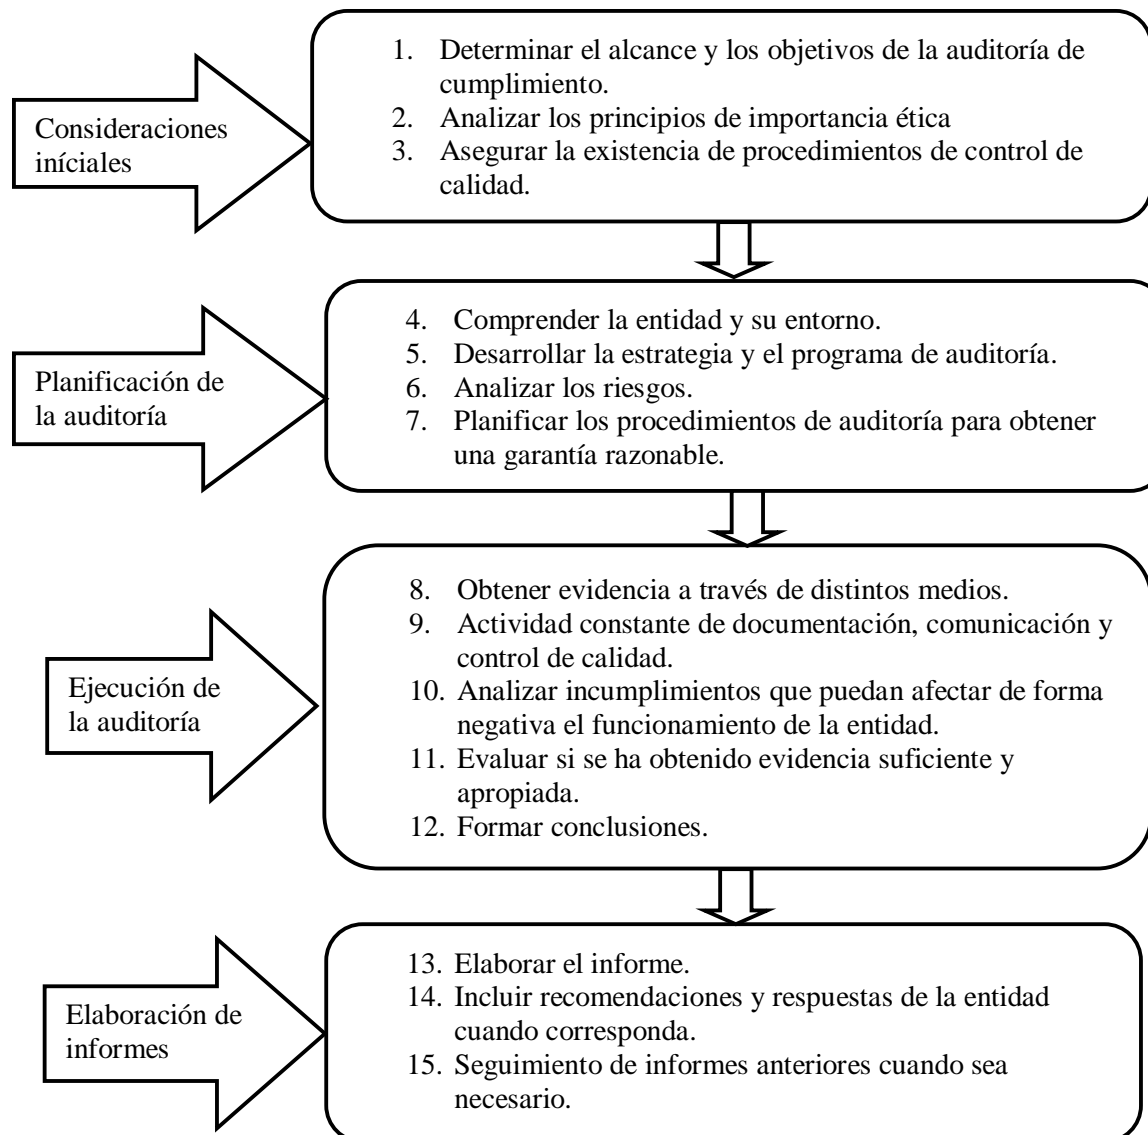 Consideraciones
iníciales
1. Determinar el alcance y los objetivos de la auditoría de
cumplimiento.
2. Analizar los principios de importancia ética
3. Asegurar la existencia de procedimientos de control de
calidad.
Planificación de
la auditoría
4. Comprender la entidad y su entorno.
5. Desarrollar la estrategia y el programa de auditoría.
6. Analizar los riesgos.
7. Planificar los procedimientos de auditoría para obtener
una garantía razonable.
Ejecución de
la auditoría
8. Obtener evidencia a través de distintos medios.
9. Actividad constante de documentación, comunicación y
control de calidad.
10. Analizar incumplimientos que puedan afectar de forma
negativa el funcionamiento de la entidad.
11. Evaluar si se ha obtenido evidencia suficiente y
apropiada.
12. Formar conclusiones.
Elaboración de
informes
13. Elaborar el informe.
14. Incluir recomendaciones y respuestas de la entidad
cuando corresponda.
15. Seguimiento de informes anteriores cuando sea
necesario.